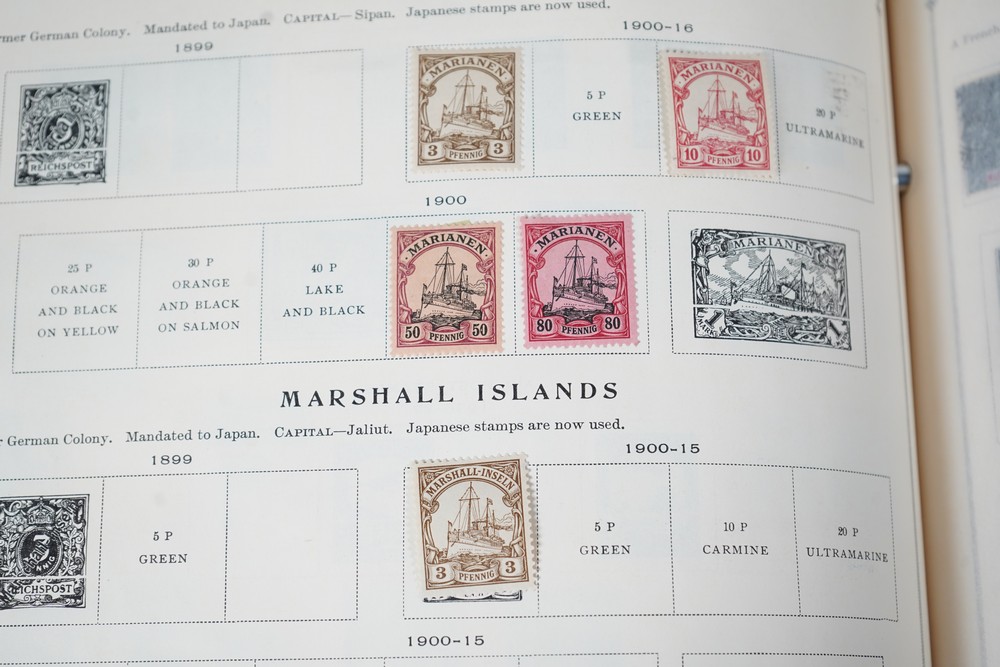 German Colony. Mandated to Japan. CAPITAL—Sipan. Japanese stamps are now used.
1899
1900-16
REICHSPOST
MARIANEN
3 3
PFENNIG
5 P
GREEN
MARIANEN
10 10
PFENNIG
20 P
ULTRAMARINE
1900
25 P
ORANGE
AND BLACK
ON YELLOW
30 P
ORANGE
AND BLACK
ON SALMON
40 P
LAKE
AND BLACK
MARIANEN
50 50
PFENNIG
MARIANEN
80 80
PFENNIG
MARIANEN
1
MARK
MARSHALL ISLANDS
German Colony. Mandated to Japan. CAPITAL—Jaliut. Japanese stamps are now used.
1899
1900-15
REICHSPOST
5 P
GREEN
MARSHALL-INSELN
3 3
PFENNIG
5 P
GREEN
10 P
CARMINE
20 P
ULTRAMARINE
1900-15